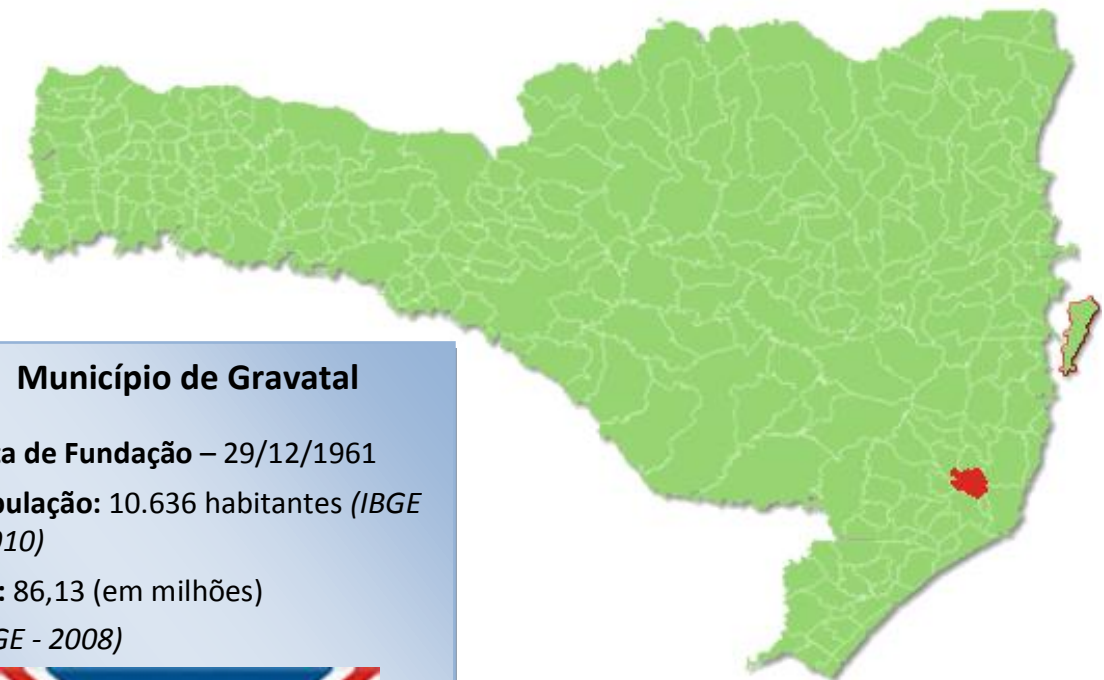 Município de Gravatal
a de Fundação – 29/12/1961
pulação: 10.636 habitantes (IBGE
010)
: 86,13 (em milhões)
GE - 2008)